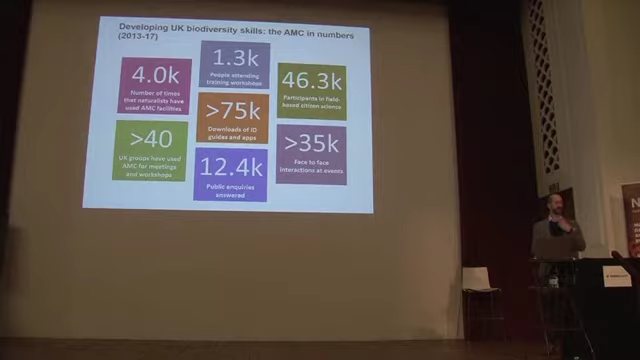 Developing UK biodiversity skills: the AMC in numbers
(2013-17)
4.0k
Number of times
that naturalists have
used AMC facilities
1.3k
People attending
training workshops
46.3k
Participants in field-
based citizen science
>75k
Downloads of ID
guides and apps
>40
UK groups have used
AMC for meetings
and workshops
12.4k
Public enquiries
answered
>35k
Face to face
interactions at events
N